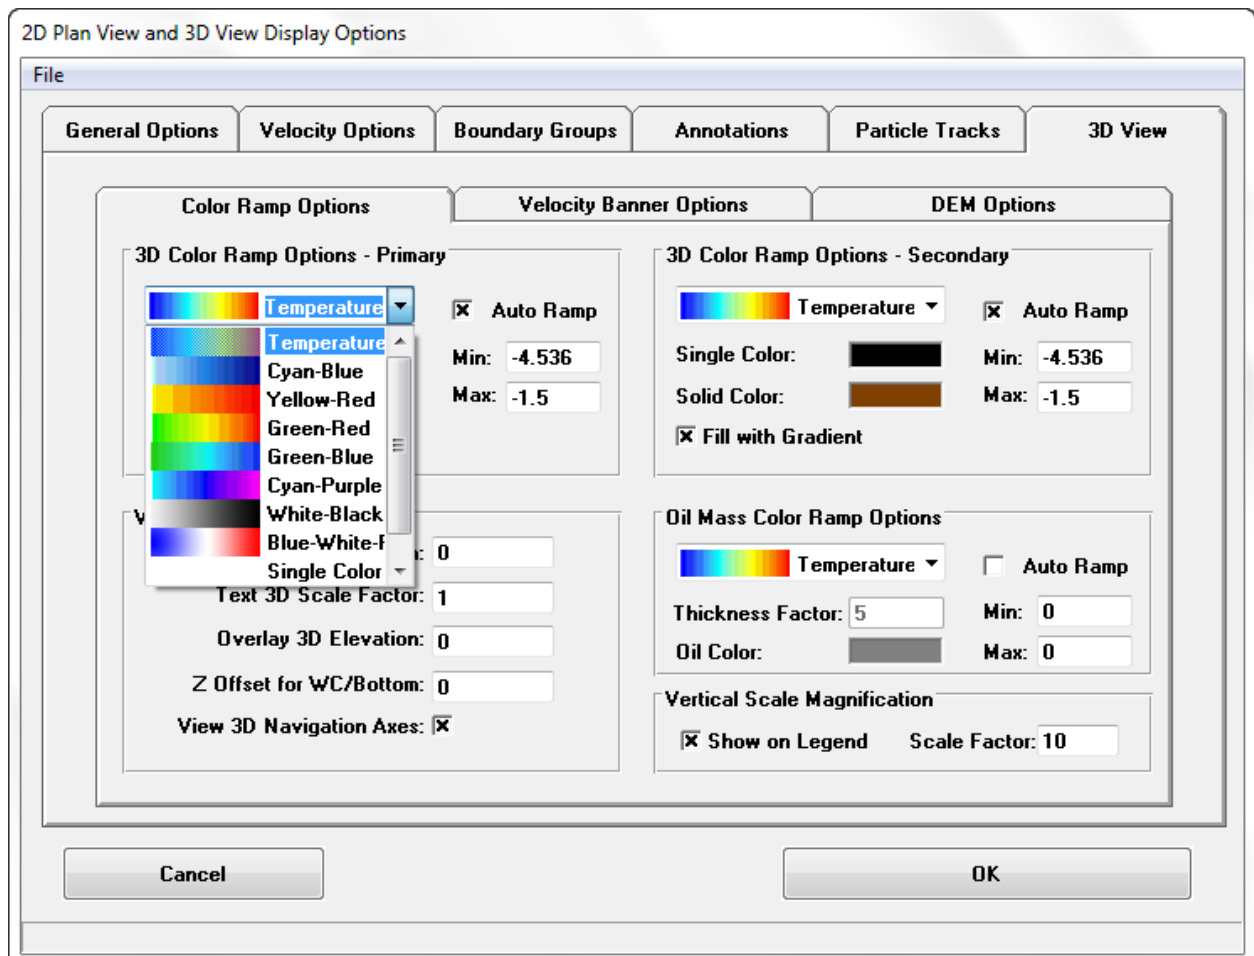 2D Plan View and 3D View Display Options
File
General Options
Velocity Options
Boundary Groups
Annotations
Particle Tracks
3D View
Color Ramp Options
Velocity Banner Options
DEM Options
3D Color Ramp Options - Primary
Temperature
Auto Ramp
Temperature
Cyan-Blue
Yellow-Red
Green-Red
Green-Blue
Cyan-Purple
White-Black
Blue-White-
Single Color
Min: -4.536
Max: -1.5
3D Color Ramp Options - Secondary
Temperature
Auto Ramp
Single Color:
Min: -4.536
Solid Color:
Max: -1.5
Fill with Gradient
V
: 0
Text 3D Scale Factor: 1
Overlay 3D Elevation: 0
Z Offset for WC/Bottom: 0
View 3D Navigation Axes:
Oil Mass Color Ramp Options
Temperature
Auto Ramp
Thickness Factor: 5
Min: 0
Oil Color:
Max: 0
Vertical Scale Magnification
Show on Legend
Scale Factor: 10
Cancel
OK